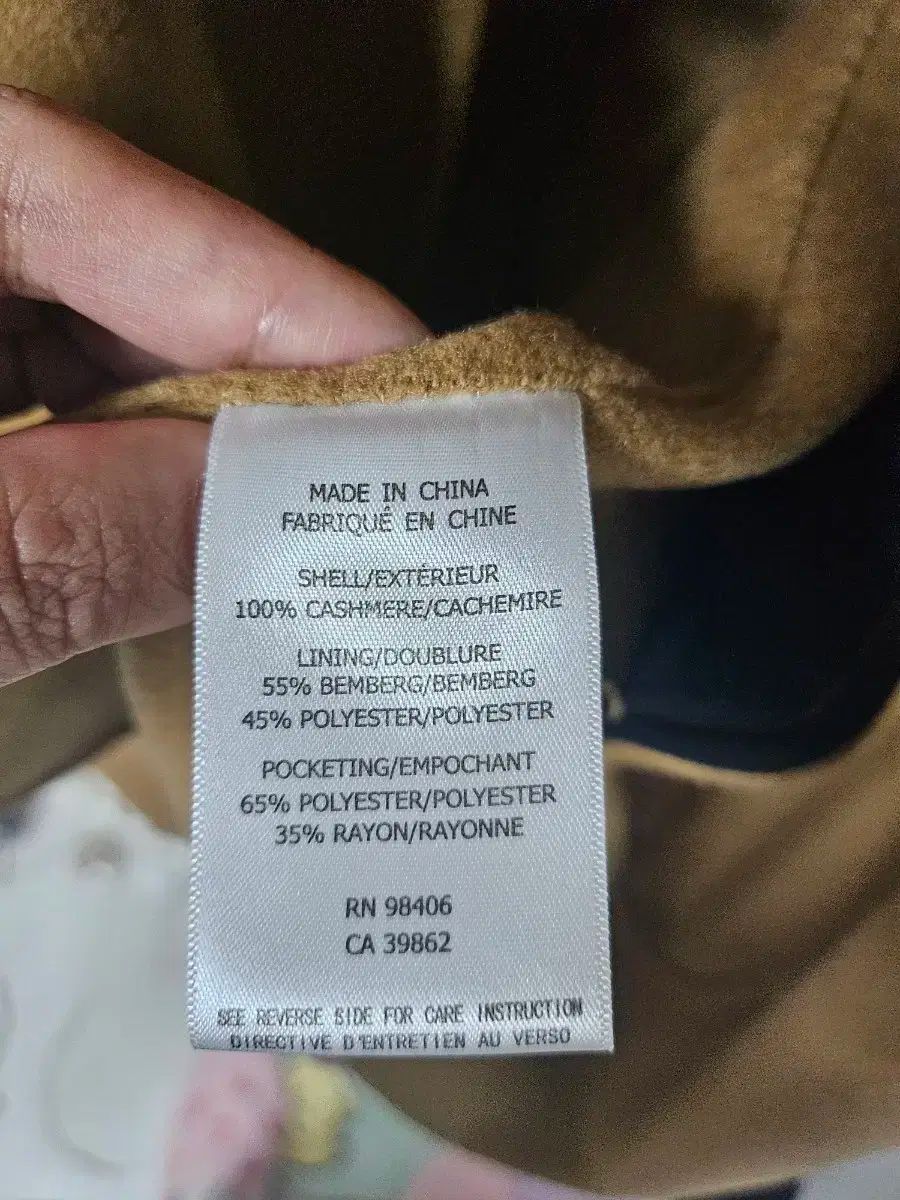 MADE IN CHINA
FABRIQUÉ EN CHINE
SHELL/EXTÉRIEUR
100% CASHMERE/CACHEMIRE
LINING/DOUBLURE
55% BEMBERG/BEMBERG
45% POLYESTER/POLYESTER
POCKETING/EMPOCHANT
65% POLYESTER/POLYESTER
35% RAYON/RAYONNE
RN 98406
CA 39862
SEE REVERSE SIDE FOR CARE INSTRUCTION
DIRECTIVE D'ENTRETIEN AU VERSO